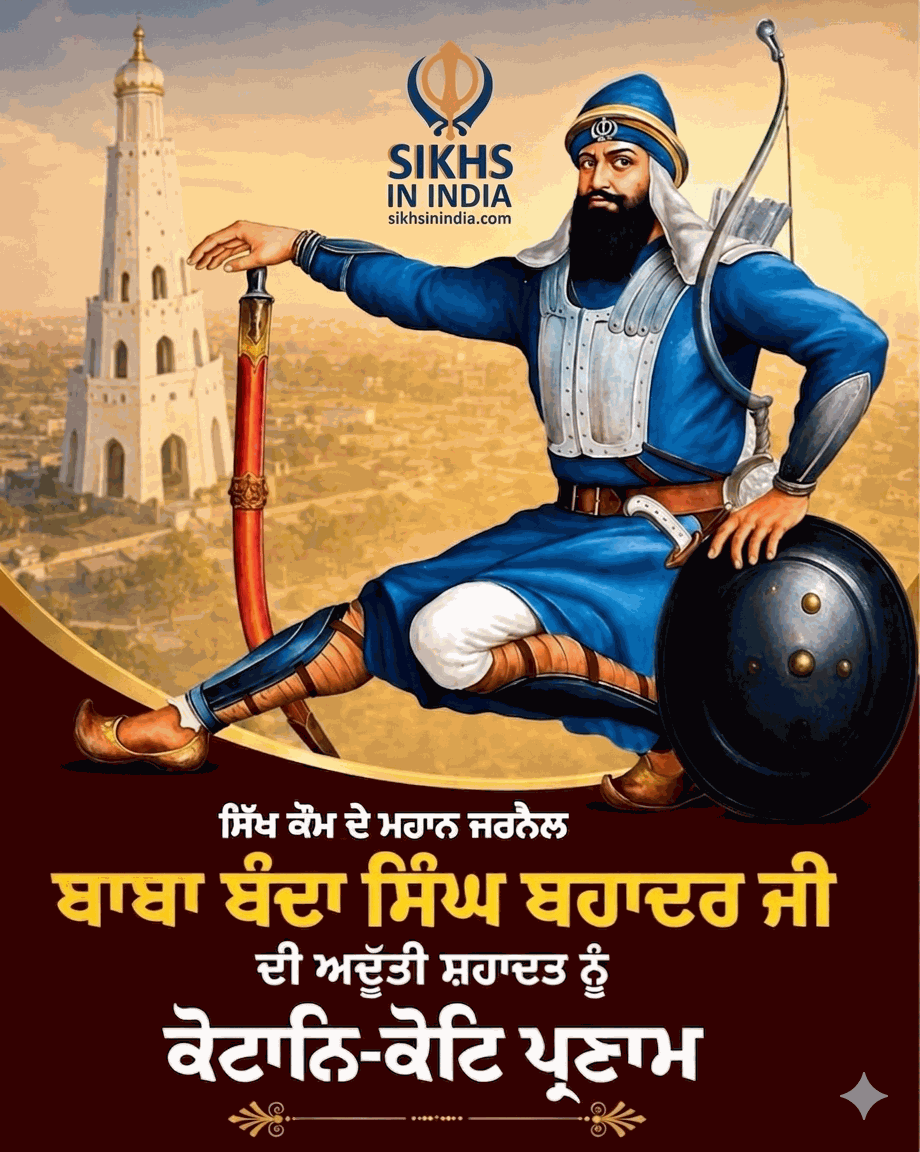 SIKHS
IN INDIA
sikhsinindia.com
ਸਿੱਖ ਕੌਮ ਦੇ ਮਹਾਨ ਜਰਨੈਲ
ਬਾਬਾ ਬੰਦਾ ਸਿੰਘ ਬਹਾਦਰ ਜੀ
ਦੀ ਅਦੁੱਤੀ ਸ਼ਹਾਦਤ ਨੂੰ
ਕੋਟਾਨਿ-ਕੋਟਿ ਪ੍ਰਣਾਮ